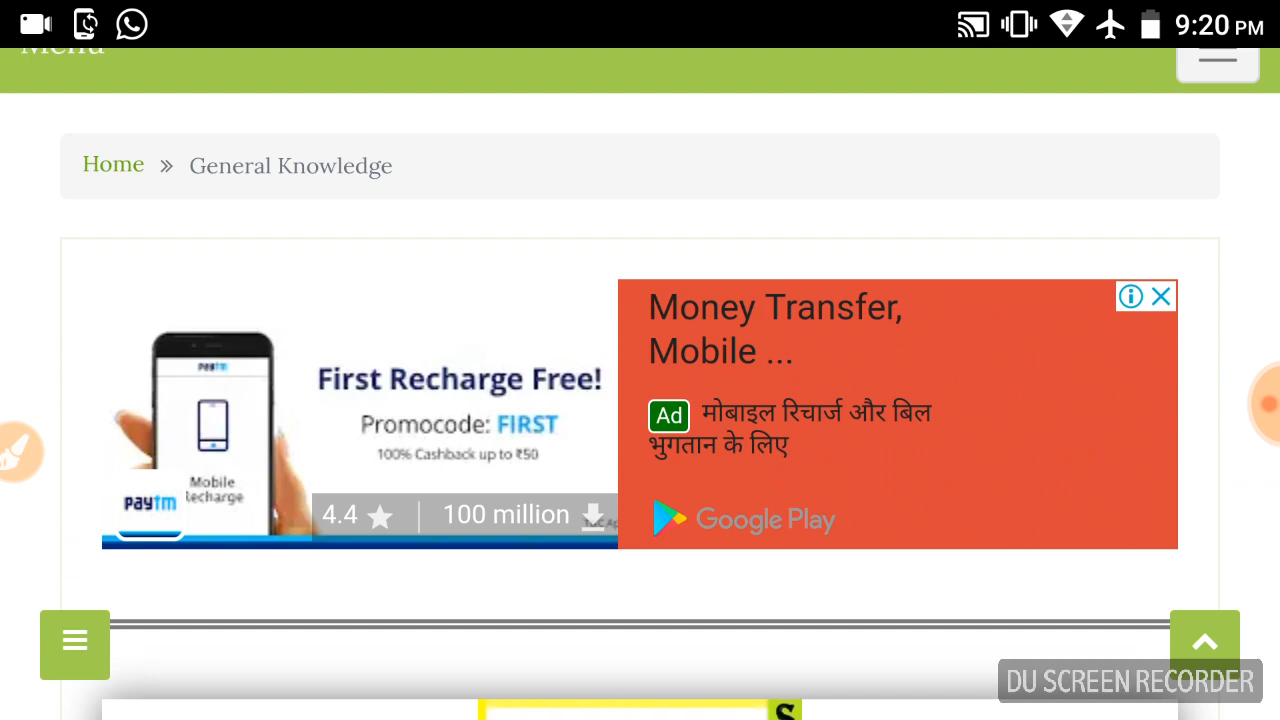 9:20 PM
Menu
Home » General Knowledge
Money Transfer,
Mobile ...
paytm
First Recharge Free!
Promocode: FIRST
100% Cashback up to ₹50
Ad मोबाइल रिचार्ज और बिल
भुगतान के लिए
Mobile
Recharge
paytm
4.4 ★ | 100 million
Google Play
DU SCREEN RECORDER
S